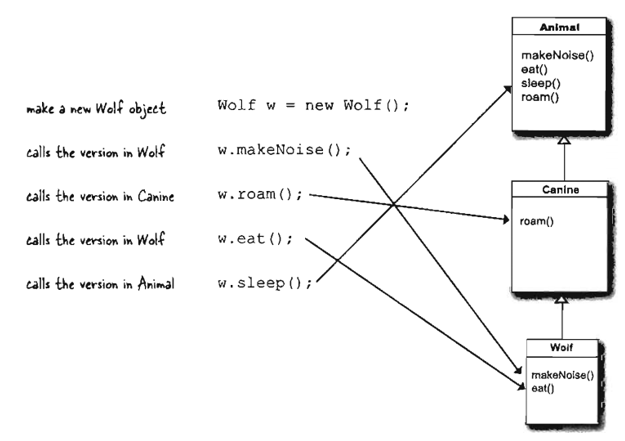 Animal
makeNoise()
eat()
sleep()
roam()
make a new Wolf object Wolf w = new Wolf();
calls the version in Wolf w.makeNoise();
calls the version in Canine w.roam();
calls the version in Wolf w.eat();
calls the version in Animal w.sleep();
Canine
roam()
Wolf
makeNoise()
eat()